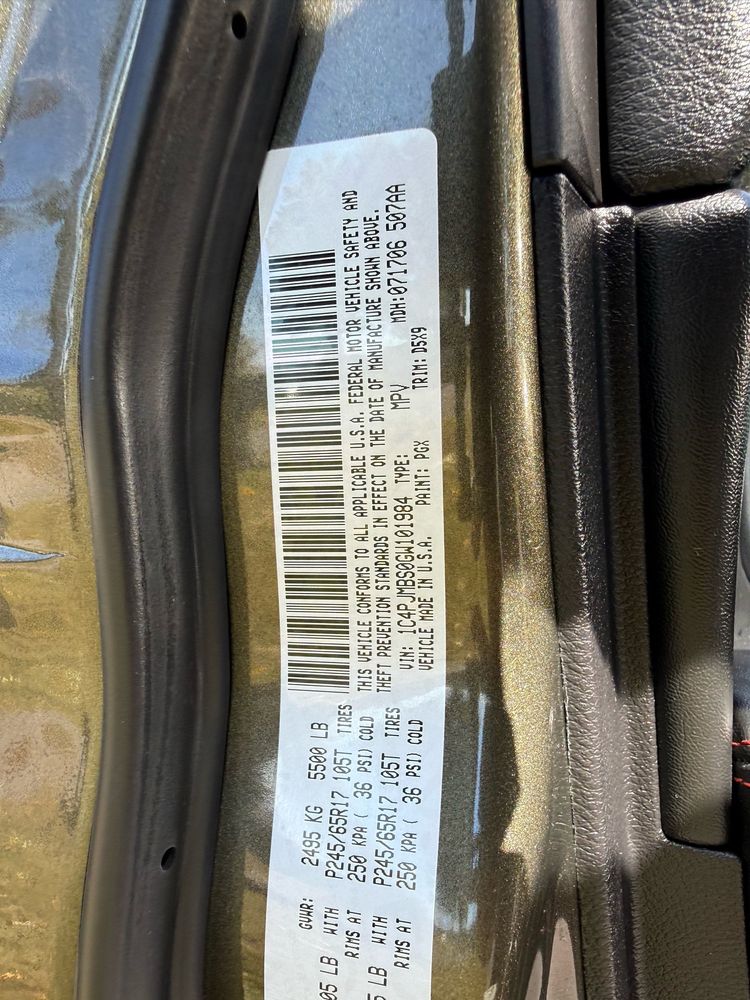 GVWR: 2495 KG 5500 LB
05 LB WITH P245/65R17 105T TIRES
RIMS AT 250 KPA ( 36 PSI) COLD
5 LB WITH P245/65R17 105T TIRES
RIMS AT 250 KPA ( 36 PSI) COLD
THIS VEHICLE CONFORMS TO ALL APPLICABLE U.S.A. FEDERAL MOTOR VEHICLE SAFETY AND
THEFT PREVENTION STANDARDS IN EFFECT ON THE DATE OF MANUFACTURE SHOWN ABOVE.
VIN: 1C4PJMBS0GW101984 TYPE: MPV MDH:071706 507AA
VEHICLE MADE IN U.S.A. PAINT: PGX TRIM: D5X9